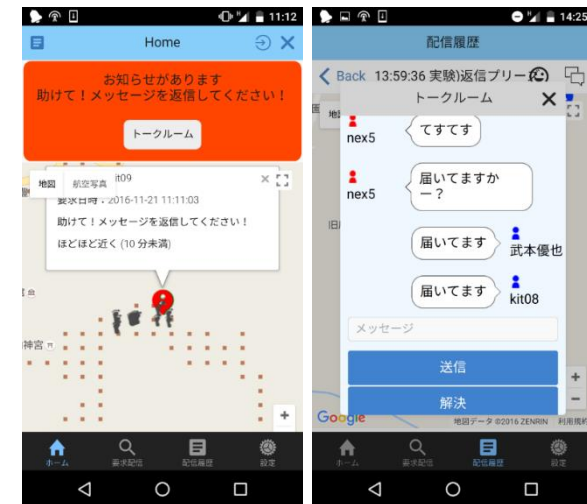 11:12
Home
お知らせがあります
助けて！メッセージを返信してください！
トークルーム
地図 航空写真
要求日時：2016-11-21 11:11:03
助けて！メッセージを返信してください！
ほどほど近く (10 分未満)
神宮
+
ホーム 要求配信 配信履歴 設定
14:25
配信履歴
Back 13:59:36 実験)返信プリー
トークルーム
てすてす
nex5
届いてますか
ー？
nex5
届いてます
武本優也
届いてます
kit08
メッセージ
送信
解決
+
−
Google
地図データ ©2016 ZENRIN 利用規約
ホーム 要求配信 配信履歴 設定